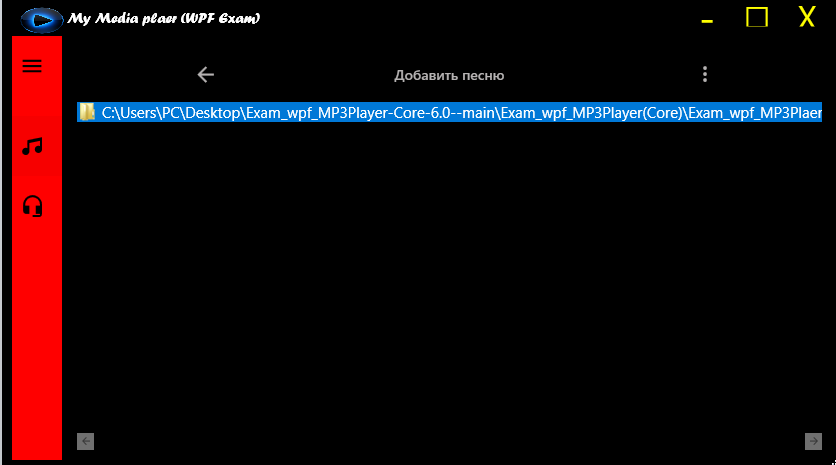 My Media plaer (WPF Exam)
Добавить песню
C:\Users\PC\Desktop\Exam_wpf_MP3Player-Core-6.0--main\Exam_wpf_MP3Player(Core)\Exam_wpf_MP3Plaer